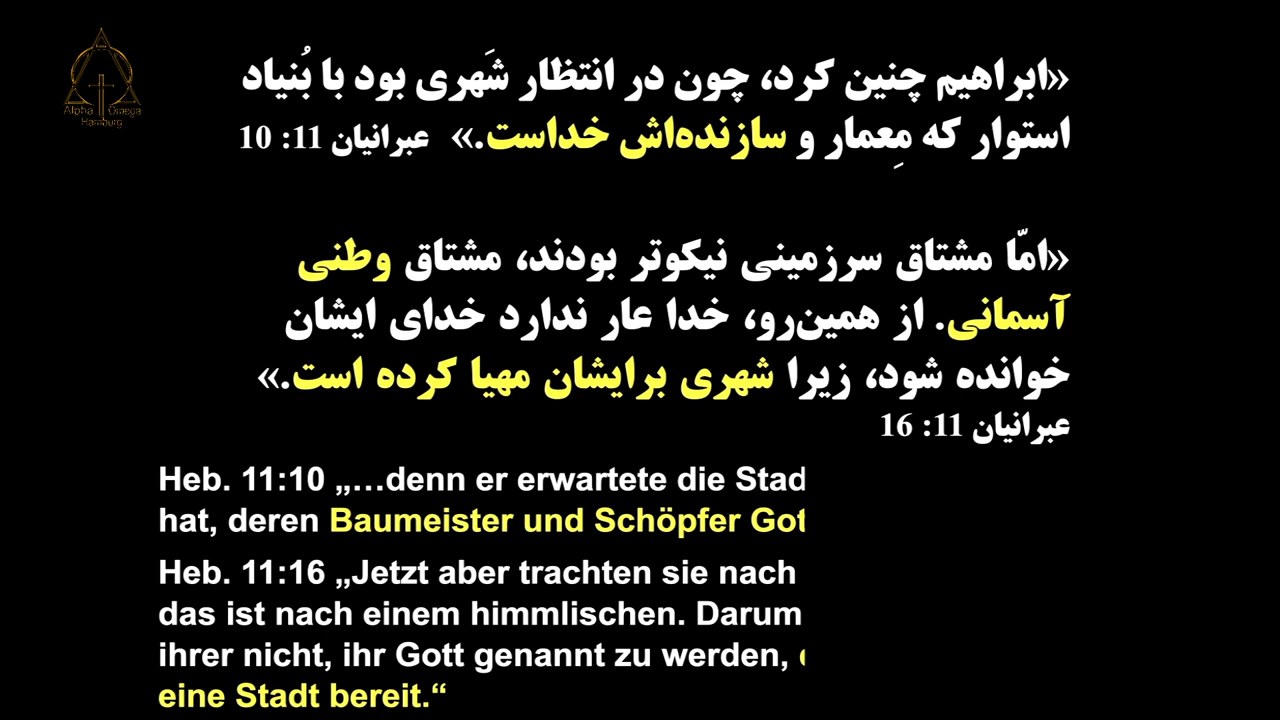 Alpha Omega
Hamburg
«ابراهیم چنین کرد، چون در انتظار شَهری بود با بُنیاد
استوار که مِعمار و سازنده‌اش خداست.» عبرانیان 11: 10
«امّا مشتاق سرزمینی نیکوتر بودند، مشتاق وطنی
آسمانی. از همین‌رو، خدا عار ندارد خدای ایشان
خوانده شود، زیرا شهری برایشان مهیا کرده است.»
عبرانیان 11: 16
Heb. 11:10 „…denn er erwartete die Stad
hat, deren Baumeister und Schöpfer Got
Heb. 11:16 „Jetzt aber trachten sie nach
das ist nach einem himmlischen. Darum
ihrer nicht, ihr Gott genannt zu werden,
eine Stadt bereit.“